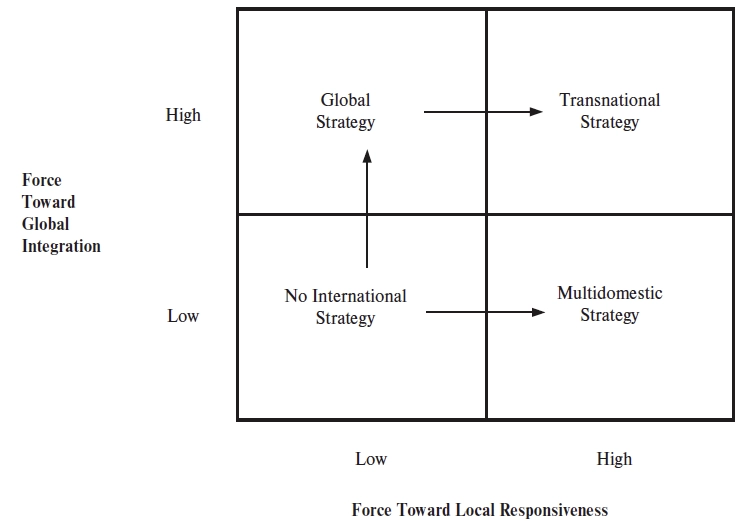 Global
Strategy
Transnational
Strategy
High
Force
Toward
Global
Integration
No International
Strategy
Multidomestic
Strategy
Low
Low
High
Force Toward Local Responsiveness